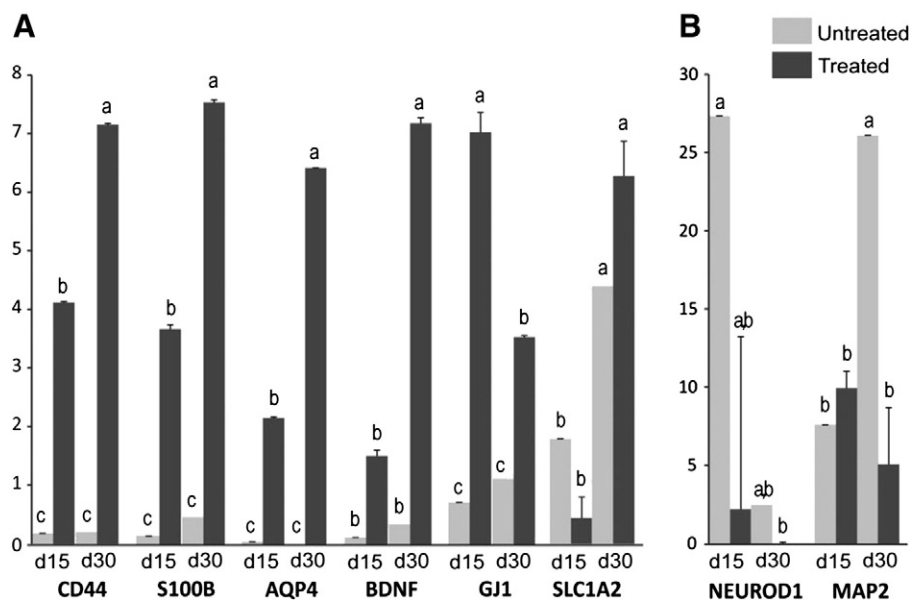 A
B
Untreated
Treated
8
7
6
5
4
3
2
1
0
c b c a
c b c a
c b c a
b b b a
c a c b
b b a a
d15 d30 d15 d30 d15 d30 d15 d30 d15 d30 d15 d30
CD44 S100B AQP4 BDNF GJ1 SLC1A2
30
25
20
15
10
5
0
a ab ab b
b b a b
d15 d30 d15 d30
NEUROD1 MAP2